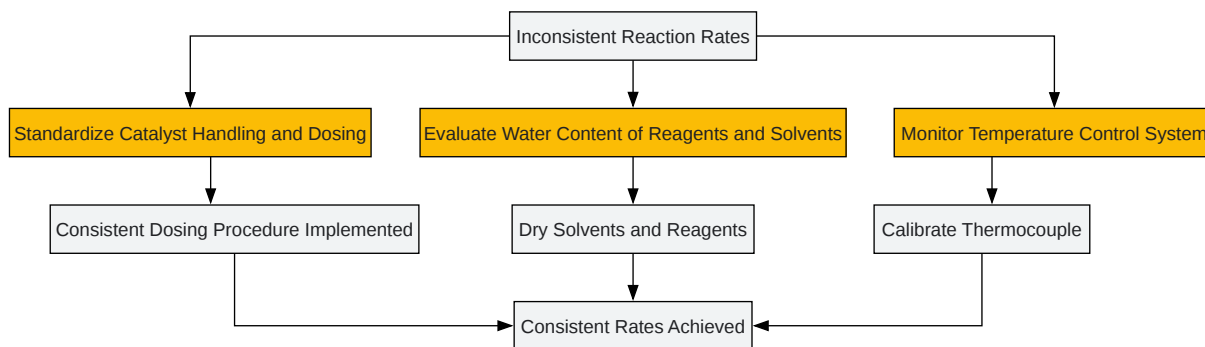 Inconsistent Reaction Rates
Standardize Catalyst Handling and Dosing
Evaluate Water Content of Reagents and Solvents
Monitor Temperature Control System
Consistent Dosing Procedure Implemented
Dry Solvents and Reagents
Calibrate Thermocouple
Consistent Rates Achieved